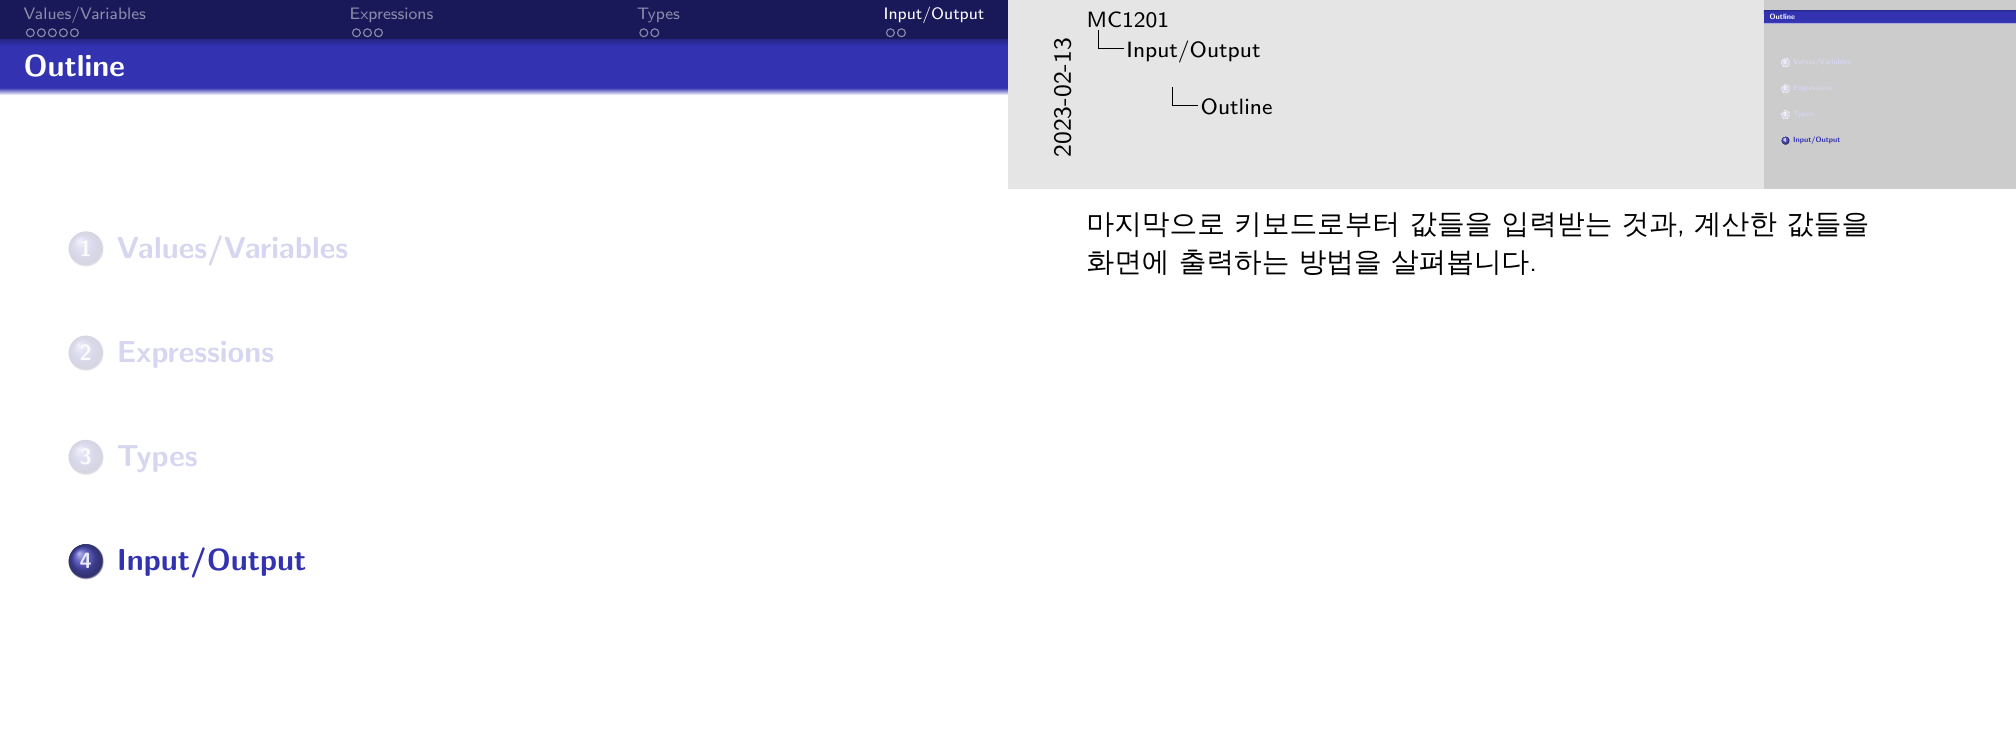 Values/Variables Expressions Types Input/Output
Outline
1 Values/Variables
2 Expressions
3 Types
4 Input/Output
2023-02-13
MC1201
Input/Output
Outline
Outline
Values/Variables
Expressions
Types
Input/Output
마지막으로 키보드로부터 값들을 입력받는 것과, 계산한 값들을
화면에 출력하는 방법을 살펴봅니다.